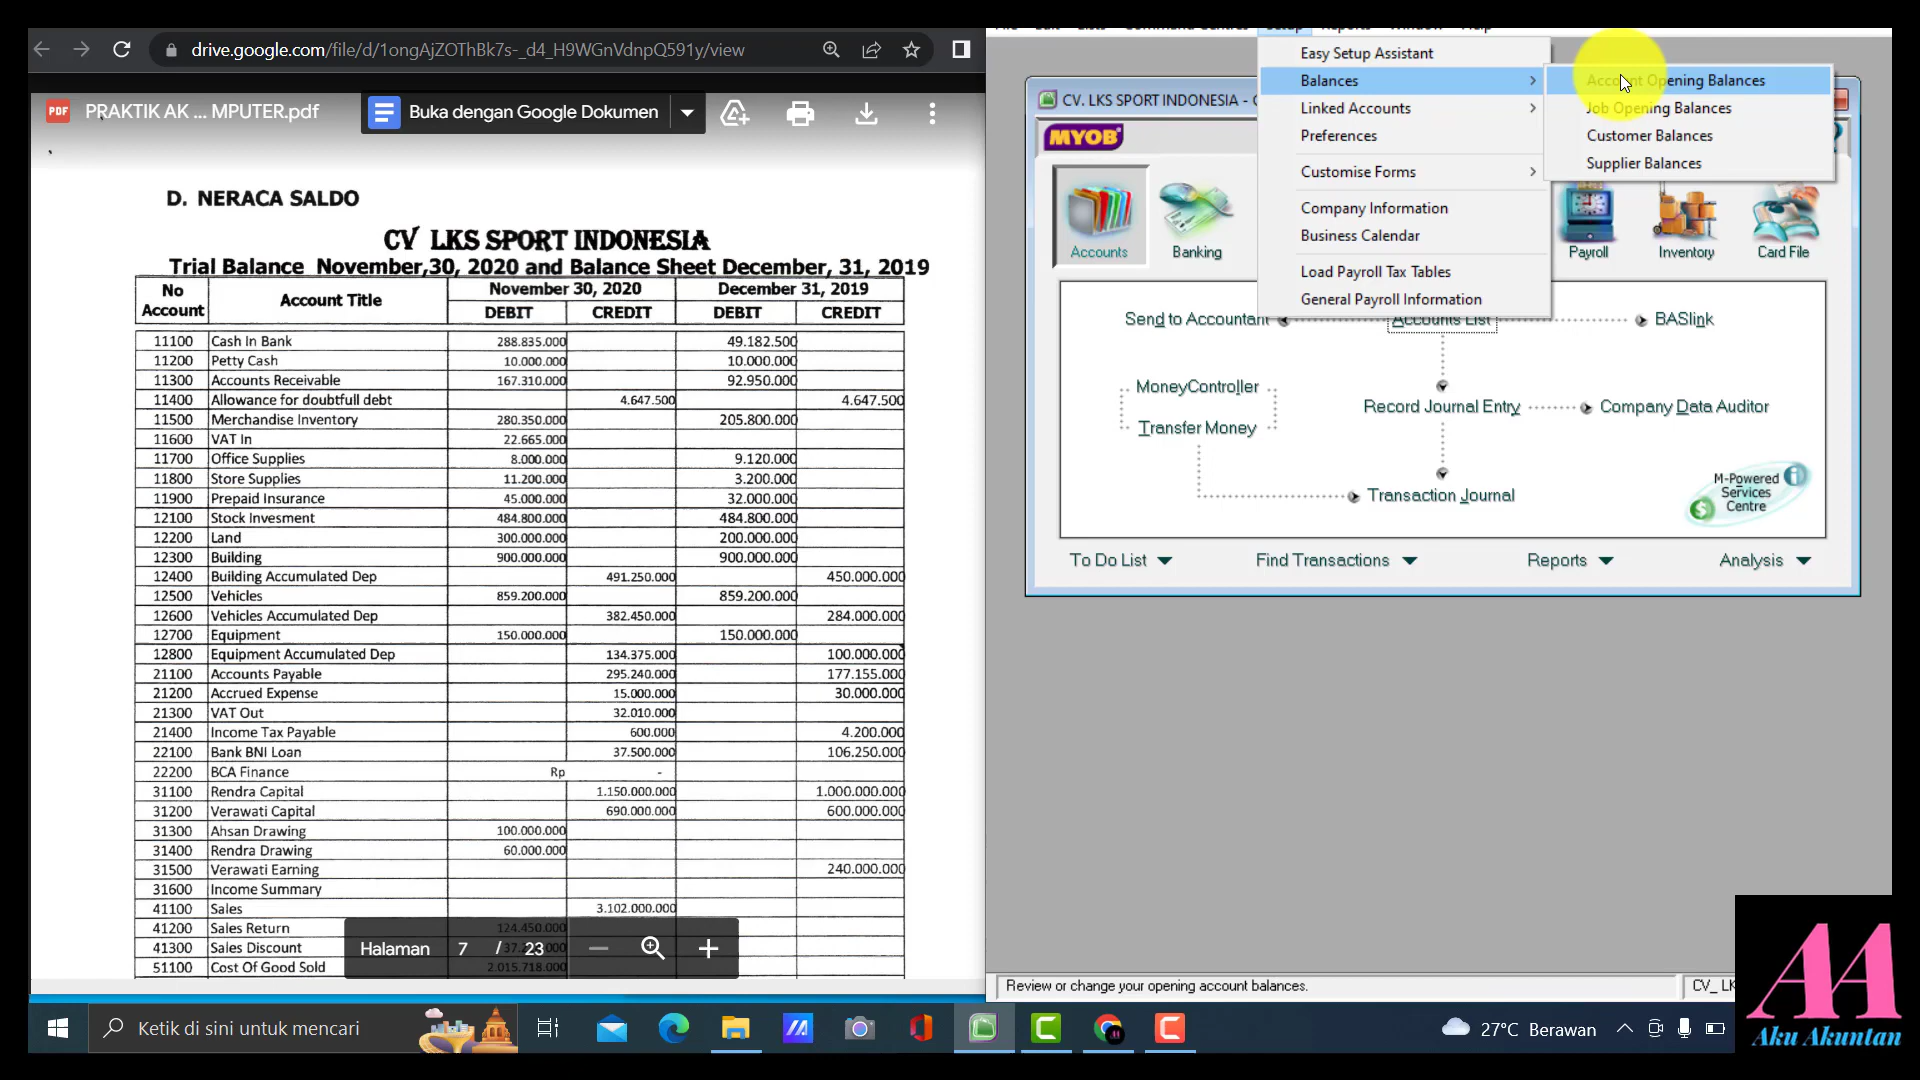 drive.google.com/file/d/1ongAjZOThBk7s-_d4_H9WGnVdnpQ591y/view
PDF PRAKTIK AK ... MPUTER.pdf
Buka dengan Google Dokumen
D. NERACA SALDO
CV LKS SPORT INDONESIA
Trial Balance November,30, 2020 and Balance Sheet December, 31, 2019
No Account Account Title November 30, 2020 December 31, 2019
DEBIT CREDIT DEBIT CREDIT
11100 Cash In Bank 288.835.000 49.182.500
11200 Petty Cash 10.000.000 10.000.000
11300 Accounts Receivable 167.310.000 92.950.000
11400 Allowance for doubtfull debt 4.647.500 4.647.500
11500 Merchandise Inventory 280.350.000 205.800.000
11600 VAT In 22.665.000
11700 Office Supplies 8.000.000 9.120.000
11800 Store Supplies 11.200.000 3.200.000
11900 Prepaid Insurance 45.000.000 32.000.000
12100 Stock Invesment 484.800.000 484.800.000
12200 Land 300.000.000 200.000.000
12300 Building 900.000.000 900.000.000
12400 Building Accumulated Dep 491.250.000 450.000.000
12500 Vehicles 859.200.000 859.200.000
12600 Vehicles Accumulated Dep 382.450.000 284.000.000
12700 Equipment 150.000.000 150.000.000
12800 Equipment Accumulated Dep 134.375.000 100.000.000
21100 Accounts Payable 295.240.000 177.155.000
21200 Accrued Expense 15.000.000 30.000.000
21300 VAT Out 32.010.000
21400 Income Tax Payable 600.000 4.200.000
22100 Bank BNI Loan 37.500.000 106.250.000
22200 BCA Finance Rp -
31100 Rendra Capital 1.150.000.000 1.000.000.000
31200 Verawati Capital 690.000.000 600.000.000
31300 Ahsan Drawing 100.000.000
31400 Rendra Drawing 60.000.000
31500 Verawati Earning 240.000.000
31600 Income Summary
41100 Sales 3.102.000.000
41200 Sales Return 124.450.000
41300 Sales Discount
51100 Cost Of Good Sold 2.015.718.000
Halaman 7 / 23
Easy Setup Assistant
Balances
Linked Accounts
Preferences
Customise Forms
Company Information
Business Calendar
Load Payroll Tax Tables
General Payroll Information
Account Opening Balances
Job Opening Balances
Customer Balances
Supplier Balances
CV. LKS SPORT INDONESIA -
MYOB
Accounts
Banking
Payroll
Inventory
Card File
Send to Accountant
Accounts List
BASlink
MoneyController
Record Journal Entry
Company Data Auditor
Transfer Money
Transaction Journal
M-Powered
Services
Centre
To Do List
Find Transactions
Reports
Analysis
Review or change your opening account balances.
CV_ LK
AA
Aku Akuntan
Ketik di sini untuk mencari
27°C Berawan